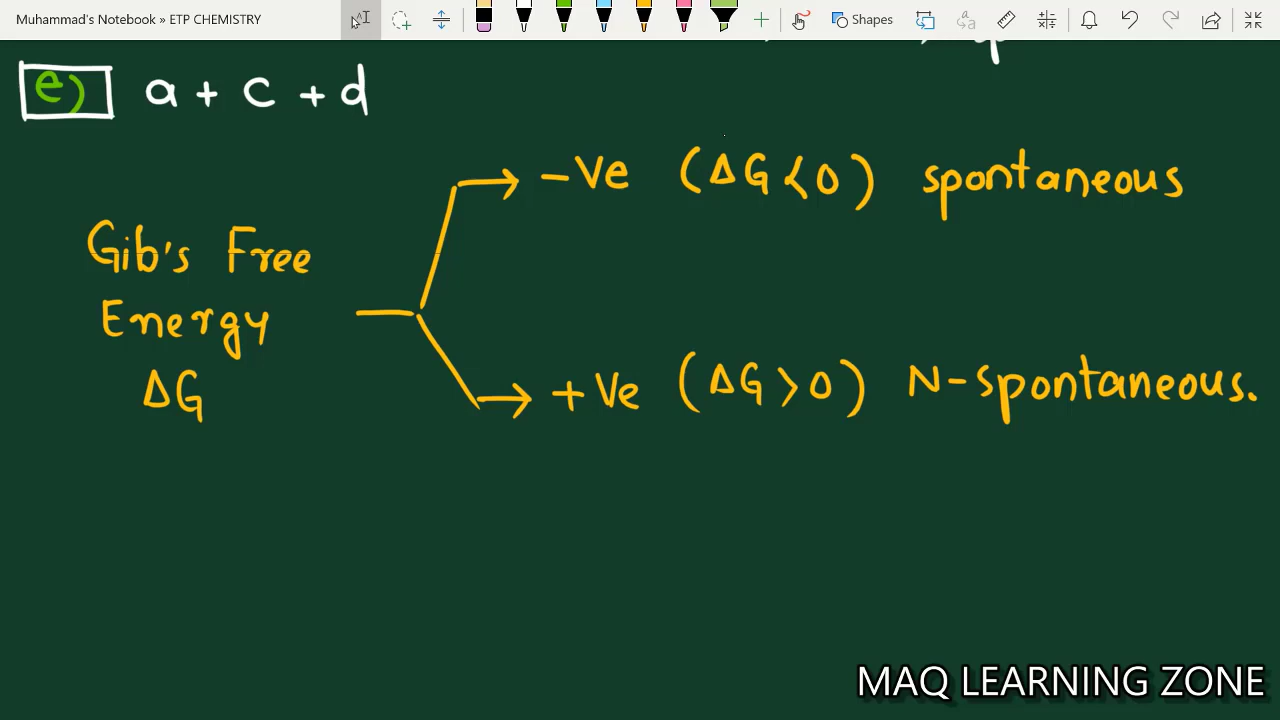 Muhammad's Notebook » ETP CHEMISTRY
Shapes
e) a + c + d
-Ve (ΔG < 0) spontaneous
Gib's Free
Energy
ΔG
+Ve (ΔG > 0) N-spontaneous.
MAQ LEARNING ZONE